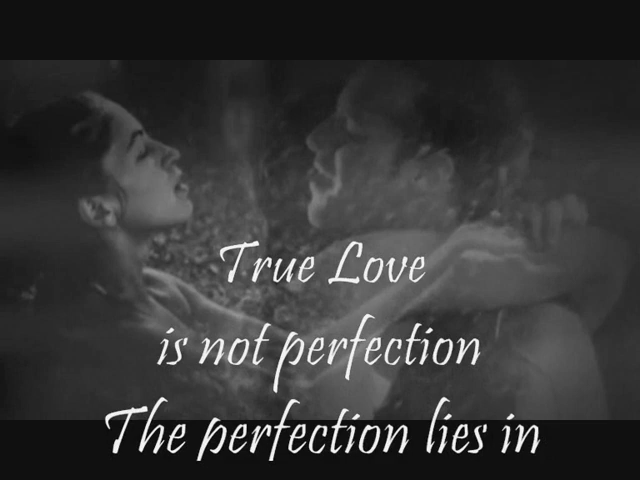 True Love
is not perfection
The perfection lies in